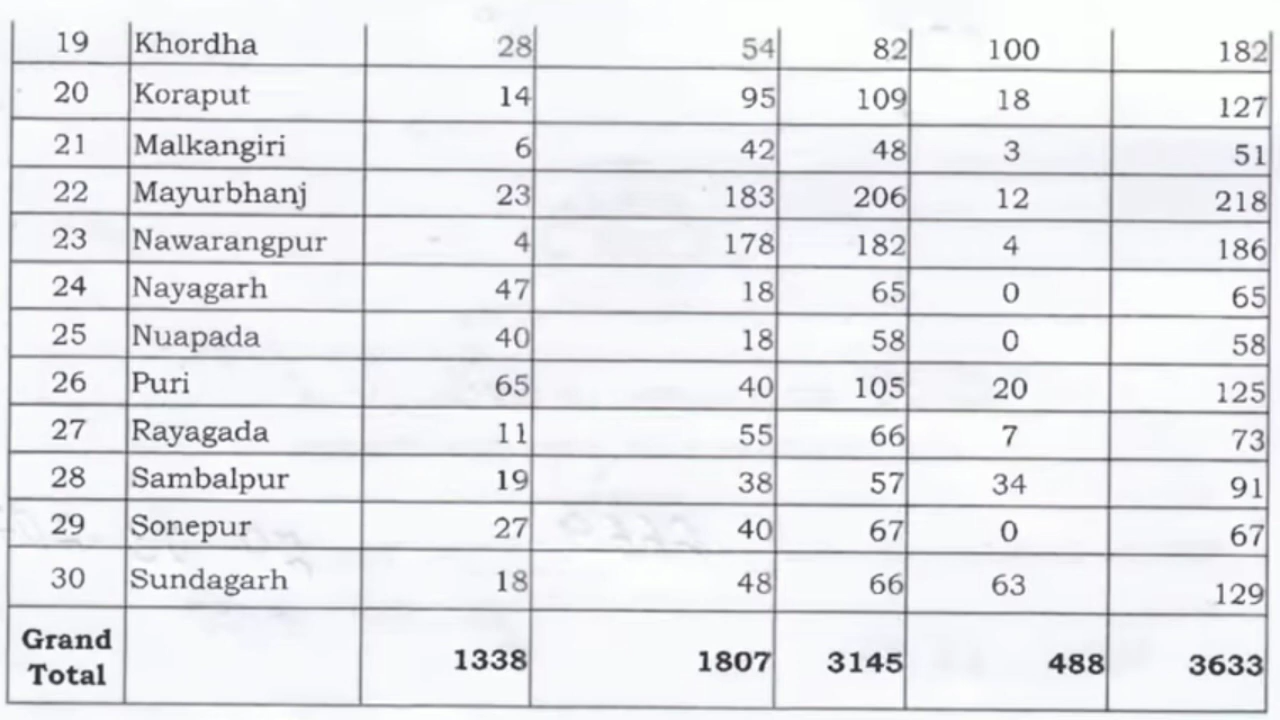 19 Khordha 28 54 82 100 182
20 Koraput 14 95 109 18 127
21 Malkangiri 6 42 48 3 51
22 Mayurbhanj 23 183 206 12 218
23 Nawarangpur 4 178 182 4 186
24 Nayagarh 47 18 65 0 65
25 Nuapada 40 18 58 0 58
26 Puri 65 40 105 20 125
27 Rayagada 11 55 66 7 73
28 Sambalpur 19 38 57 34 91
29 Sonepur 27 40 67 0 67
30 Sundagarh 18 48 66 63 129
Grand Total 1338 1807 3145 488 3633